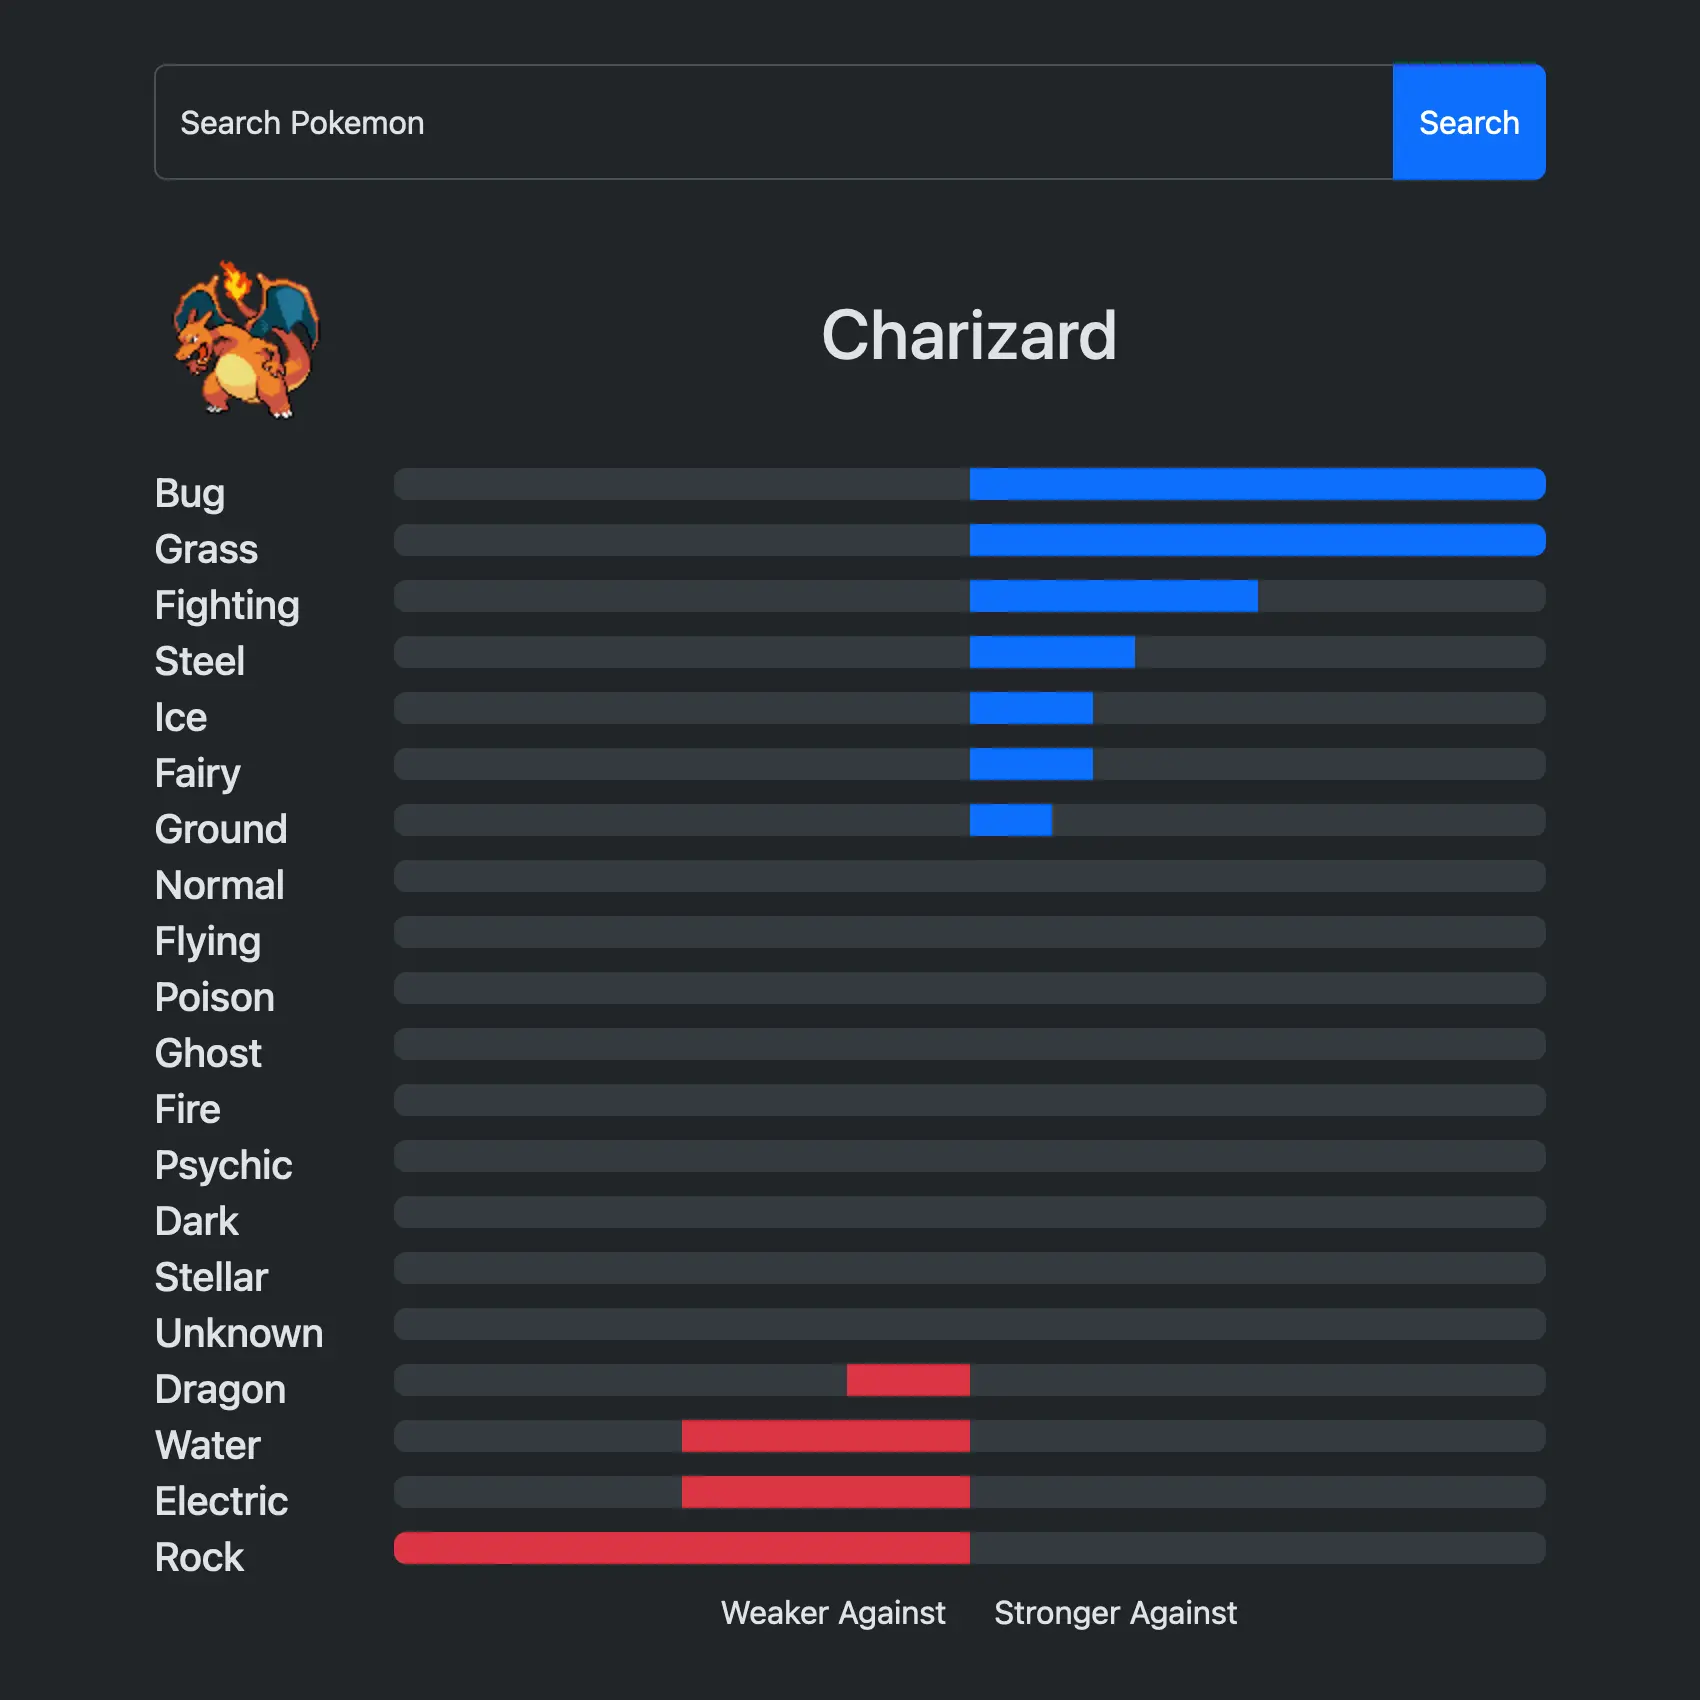 Search Pokemon
Search
Charizard
Bug
Grass
Fighting
Steel
Ice
Fairy
Ground
Normal
Flying
Poison
Ghost
Fire
Psychic
Dark
Stellar
Unknown
Dragon
Water
Electric
Rock
Weaker Against
Stronger Against